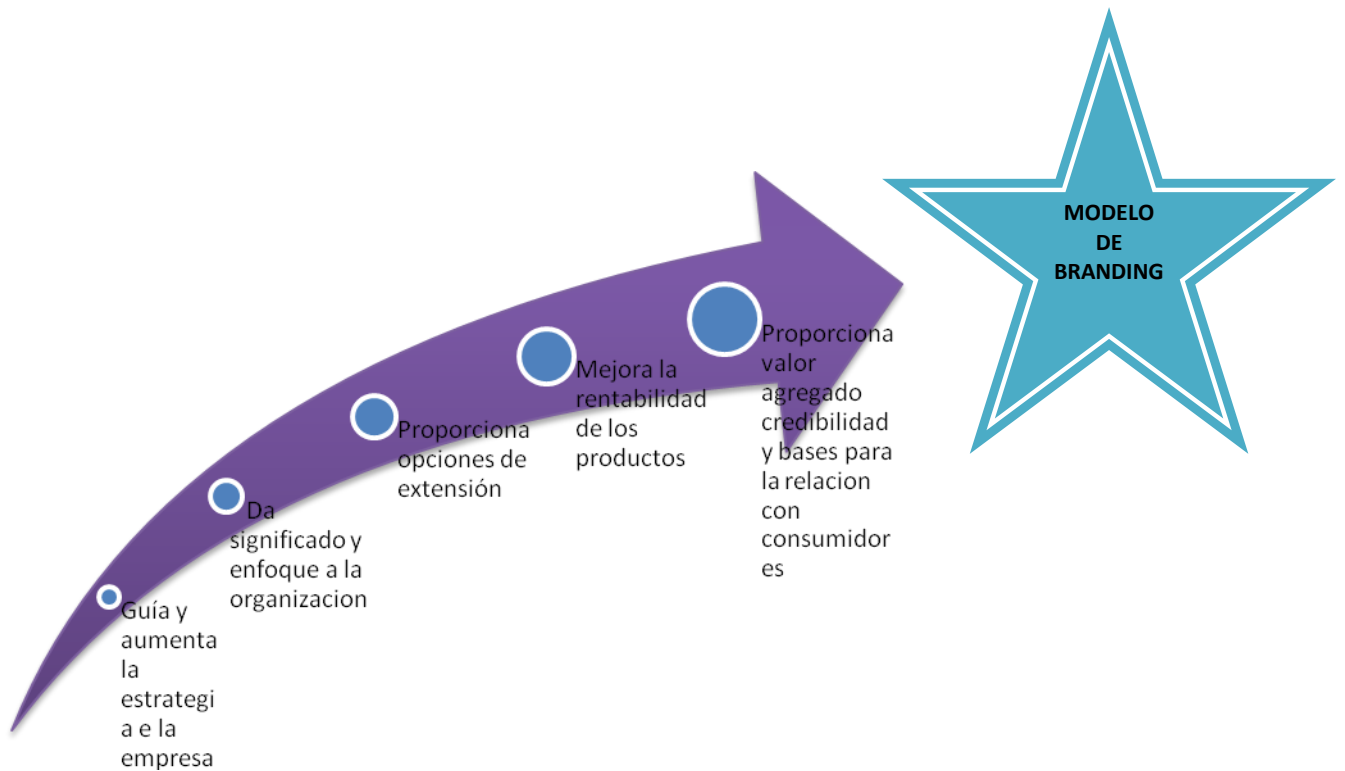 MODELO
DE
BRANDING
Guía y
aumenta
la
estrategi
a e la
empresa
Da
significado y
enfoque a la
organizacion
Proporciona
opciones de
extensión
Mejora la
rentabilidad
de los
productos
Proporciona
valor
agregado
credibilidad
y bases para
la relacion
con
consumidor
es